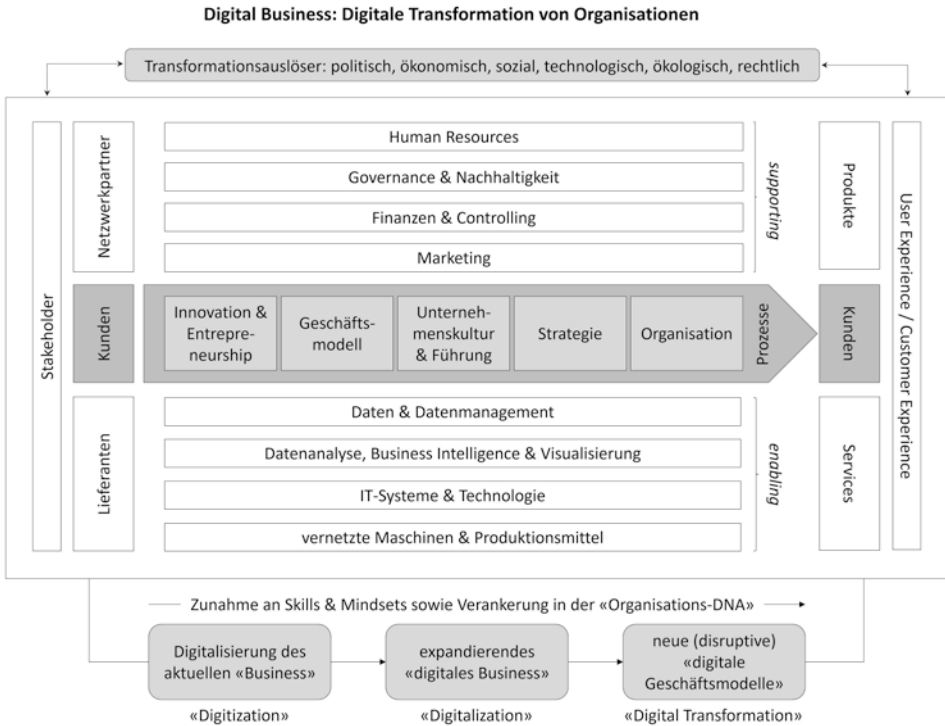 Digital Business: Digitale Transformation von Organisationen
Transformationsauslöser: politisch, ökonomisch, sozial, technologisch, ökologisch, rechtlich
Stakeholder
Netzwerkpartner
Kunden
Lieferanten
Human Resources
Governance & Nachhaltigkeit
Finanzen & Controlling
Marketing
supporting
Innovation &
Entrepre-
neurship
Geschäfts-
modell
Unterneh-
menskultur
& Führung
Strategie
Organisation
Prozesse
Daten & Datenmanagement
Datenanalyse, Business Intelligence & Visualisierung
IT-Systeme & Technologie
vernetzte Maschinen & Produktionsmittel
enabling
Produkte
Kunden
Services
User Experience / Customer Experience
Zunahme an Skills & Mindsets sowie Verankerung in der «Organisations-DNA»
Digitalisierung des
aktuellen «Business»
expandierendes
«digitales Business»
neue (disruptive)
«digitale
Geschäftsmodelle»
«Digitization»
«Digitalization»
«Digital Transformation»